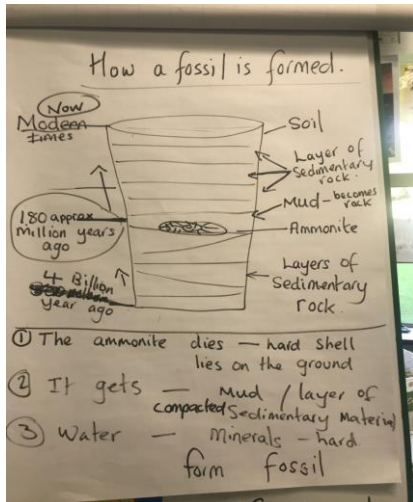 How a fossil is formed.
Now
Modern
times
Soil
Layer of
Sedimentary
rock.
Mud - becomes
rock
180 approx
Million years
ago
Ammonite
4 Billion
year ago
Layers of
Sedimentary
rock.
① The ammonite dies — hard shell
lies on the ground
② It gets — Mud / layer of
compacted Sedimentary Material
③ Water — Minerals - hard
form fossil